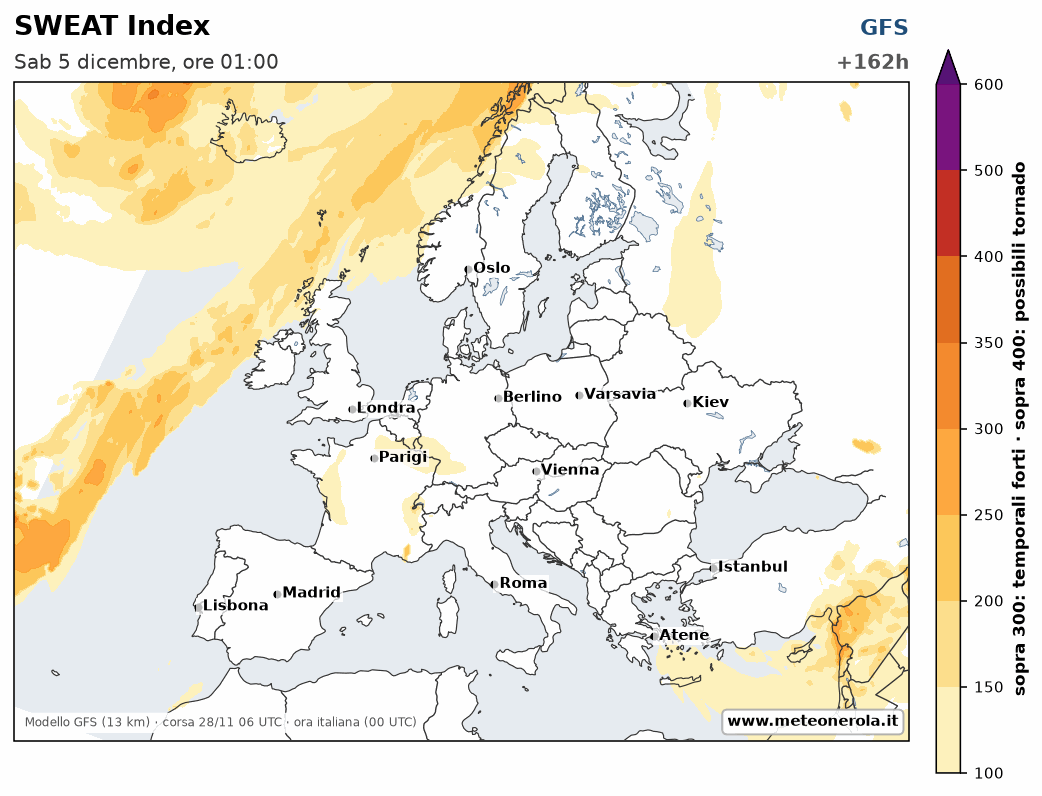 SWEAT Index
GFS
Sab 5 dicembre, ore 01:00
+162h
600
500
400
350
300
250
200
150
100
sopra 300: temporali forti · sopra 400: possibili tornado
Oslo
Berlino
Varsavia
Kiev
Londra
Parigi
Vienna
Istanbul
Roma
Madrid
Lisbona
Atene
Modello GFS (13 km) · corsa 28/11 06 UTC · ora italiana (00 UTC)
www.meteonerola.it